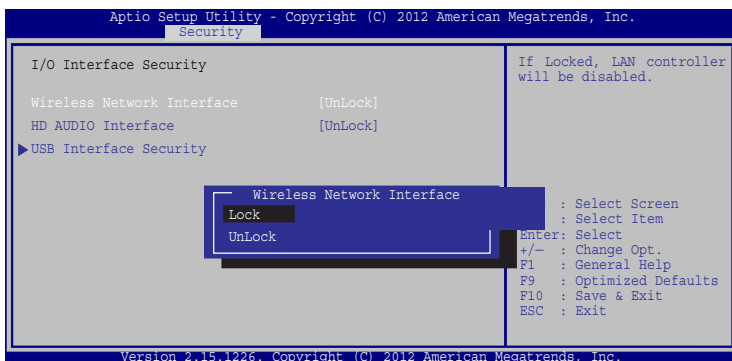 Aptio Setup Utility - Copyright (C) 2012 American Megatrends, Inc.
Security
I/O Interface Security
Wireless Network Interface [UnLock]
HD AUDIO Interface [UnLock]
USB Interface Security
If Locked, LAN controller
will be disabled.
Wireless Network Interface
Lock
UnLock
: Select Screen
: Select Item
Enter: Select
+/— : Change Opt.
F1 : General Help
F9 : Optimized Defaults
F10 : Save & Exit
ESC : Exit
Version 2.15.1226. Copyright (C) 2012 American Megatrends, Inc.